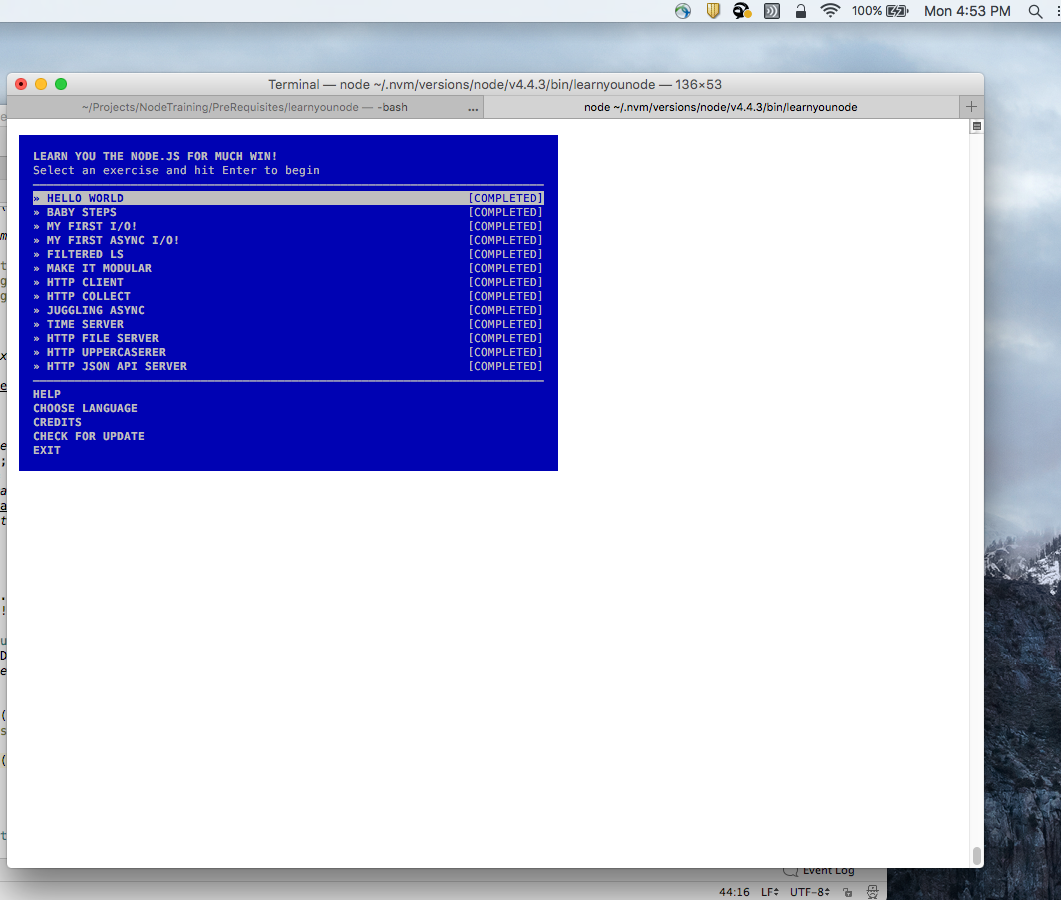 100% Mon 4:53 PM
Terminal — node ~/.nvm/versions/node/v4.4.3/bin/learnyounode — 136×53
~/Projects/NodeTraining/PreRequisites/learnyounode — -bash ... node ~/.nvm/versions/node/v4.4.3/bin/learnyounode +
LEARN YOU THE NODE.JS FOR MUCH WIN!
Select an exercise and hit Enter to begin
» HELLO WORLD [COMPLETED]
» BABY STEPS [COMPLETED]
» MY FIRST I/O! [COMPLETED]
» MY FIRST ASYNC I/O! [COMPLETED]
» FILTERED LS [COMPLETED]
» MAKE IT MODULAR [COMPLETED]
» HTTP CLIENT [COMPLETED]
» HTTP COLLECT [COMPLETED]
» JUGGLING ASYNC [COMPLETED]
» TIME SERVER [COMPLETED]
» HTTP FILE SERVER [COMPLETED]
» HTTP UPPERCASERER [COMPLETED]
» HTTP JSON API SERVER [COMPLETED]
HELP
CHOOSE LANGUAGE
CREDITS
CHECK FOR UPDATE
EXIT
Event Log
44:16 LF UTF-8